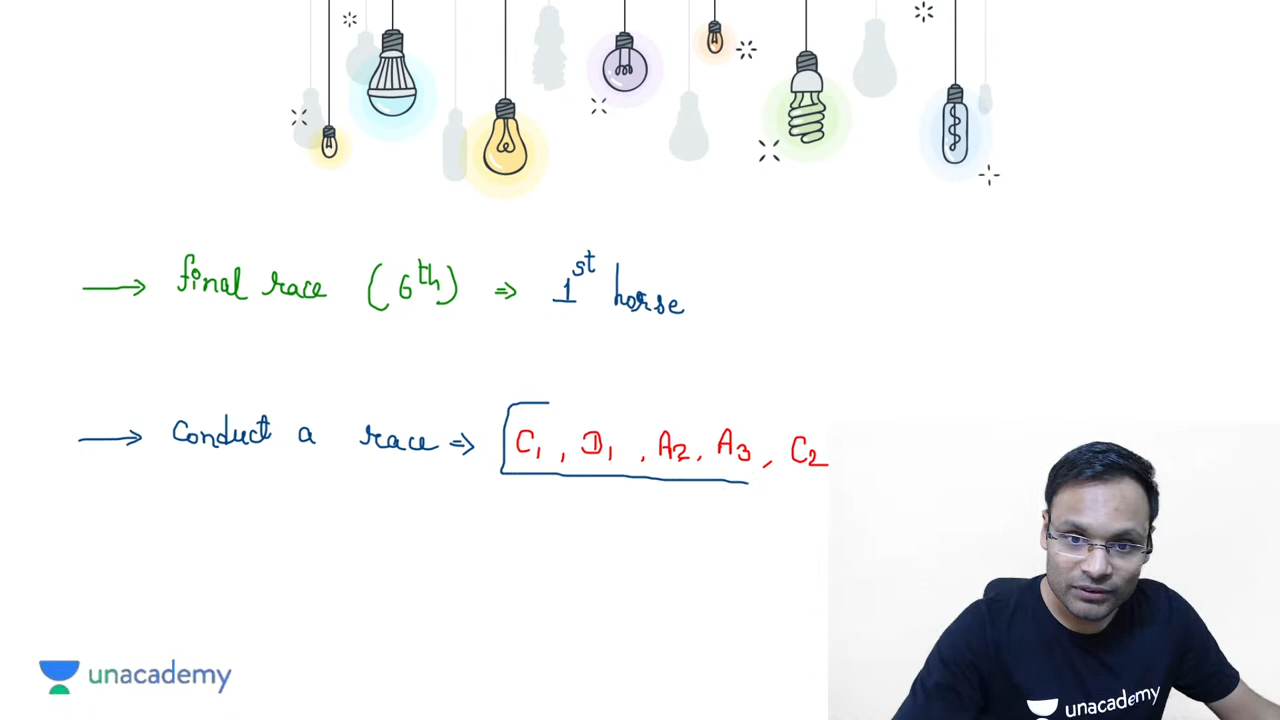 → final race (6th) ⇒ 1st horse
→ Conduct a race ⇒ C1, D1, A2, A3, C2
unacademy
unacademy